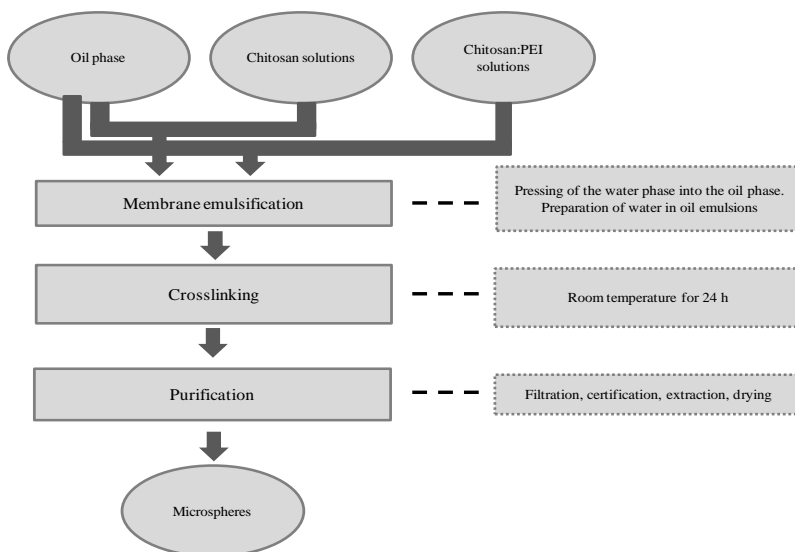 Oil phase
Chitosan solutions
Chitosan:PEI
solutions
Membrane emulsification
Pressing of the water phase into the oil phase.
Preparation of water in oil emulsions
Crosslinking
Room temperature for 24 h
Purification
Filtration, certification, extraction, drying
Microspheres